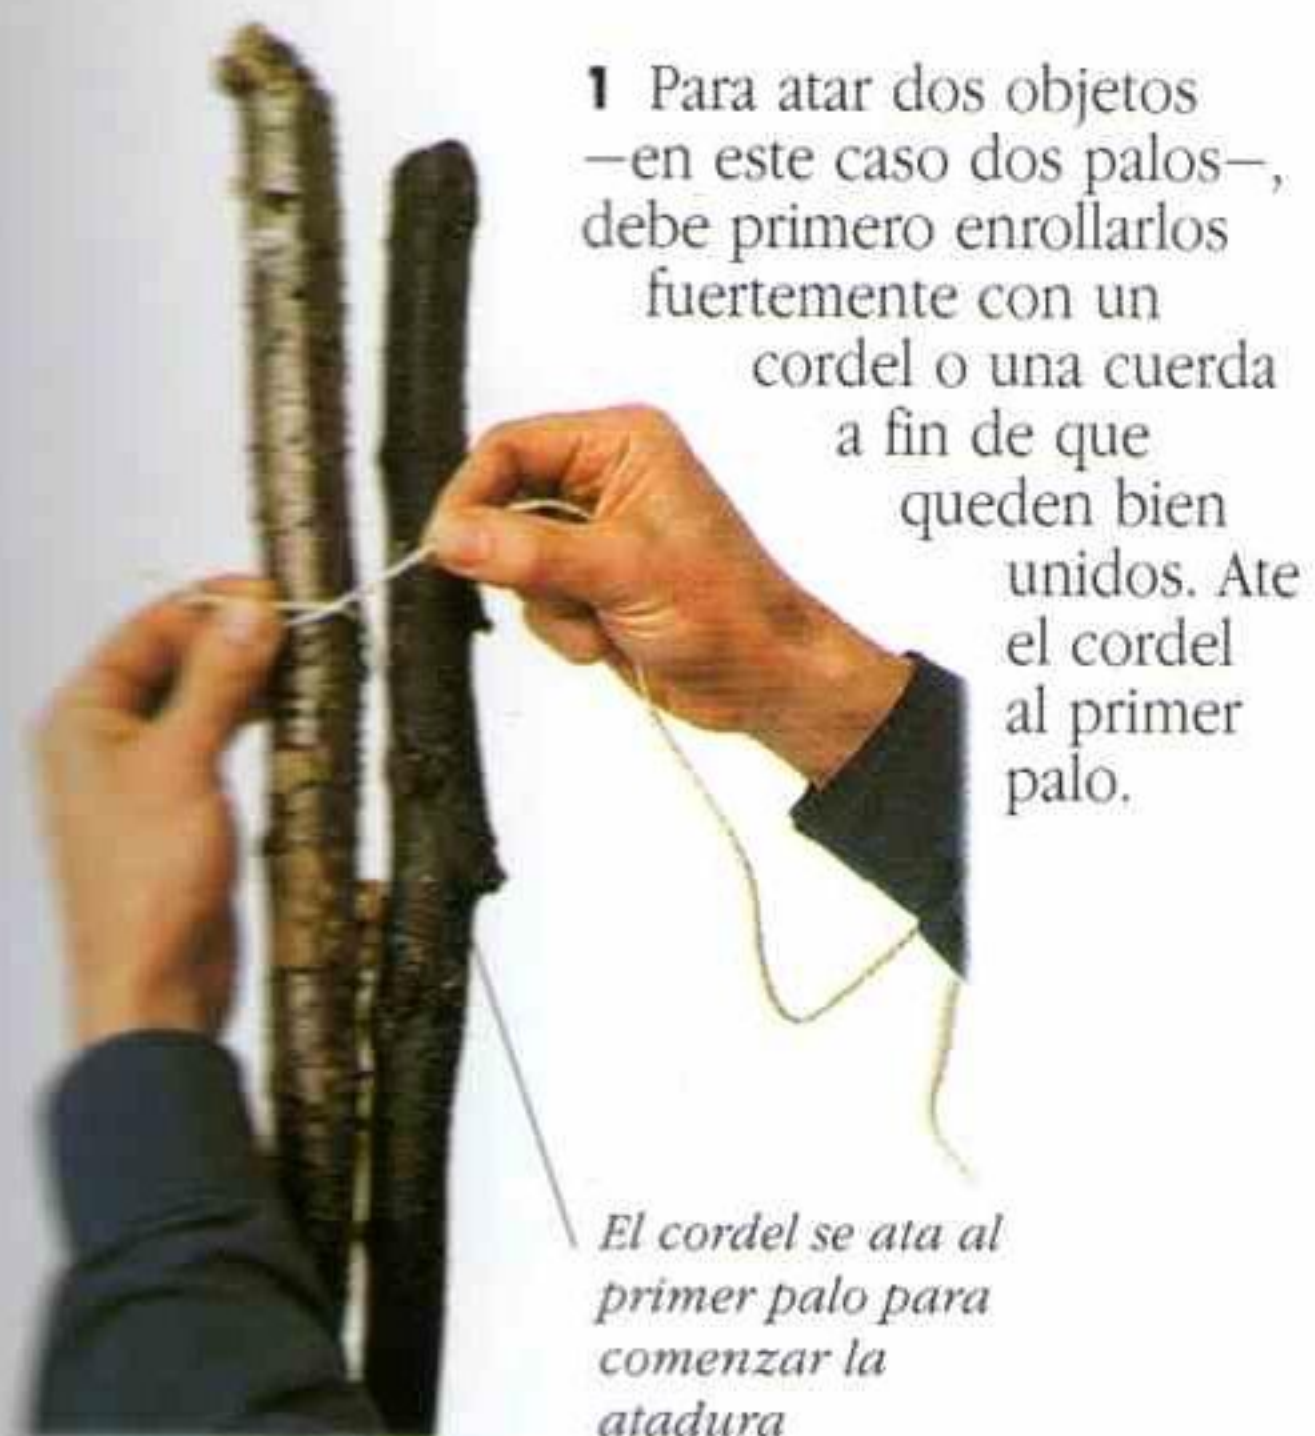 1 Para atar dos objetos
—en este caso dos palos—,
debe primero enrollarlos
fuertemente con un
cordel o una cuerda
a fin de que
queden bien
unidos. Ate
el cordel
al primer
palo.
El cordel se ata al
primer palo para
comenzar la
atadura